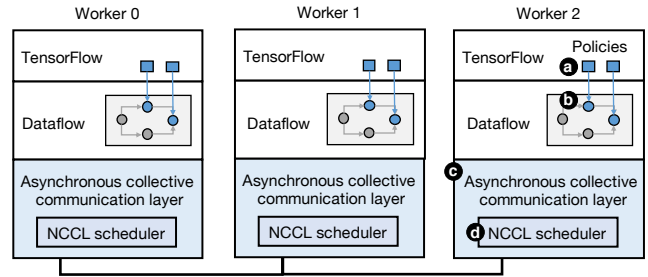 Worker 0
Worker 1
Worker 2
TensorFlow
TensorFlow
TensorFlow
Policies
a
b
Dataflow
Dataflow
Dataflow
c
Asynchronous collective
communication layer
Asynchronous collective
communication layer
Asynchronous collective
communication layer
NCCL scheduler
NCCL scheduler
d
NCCL scheduler